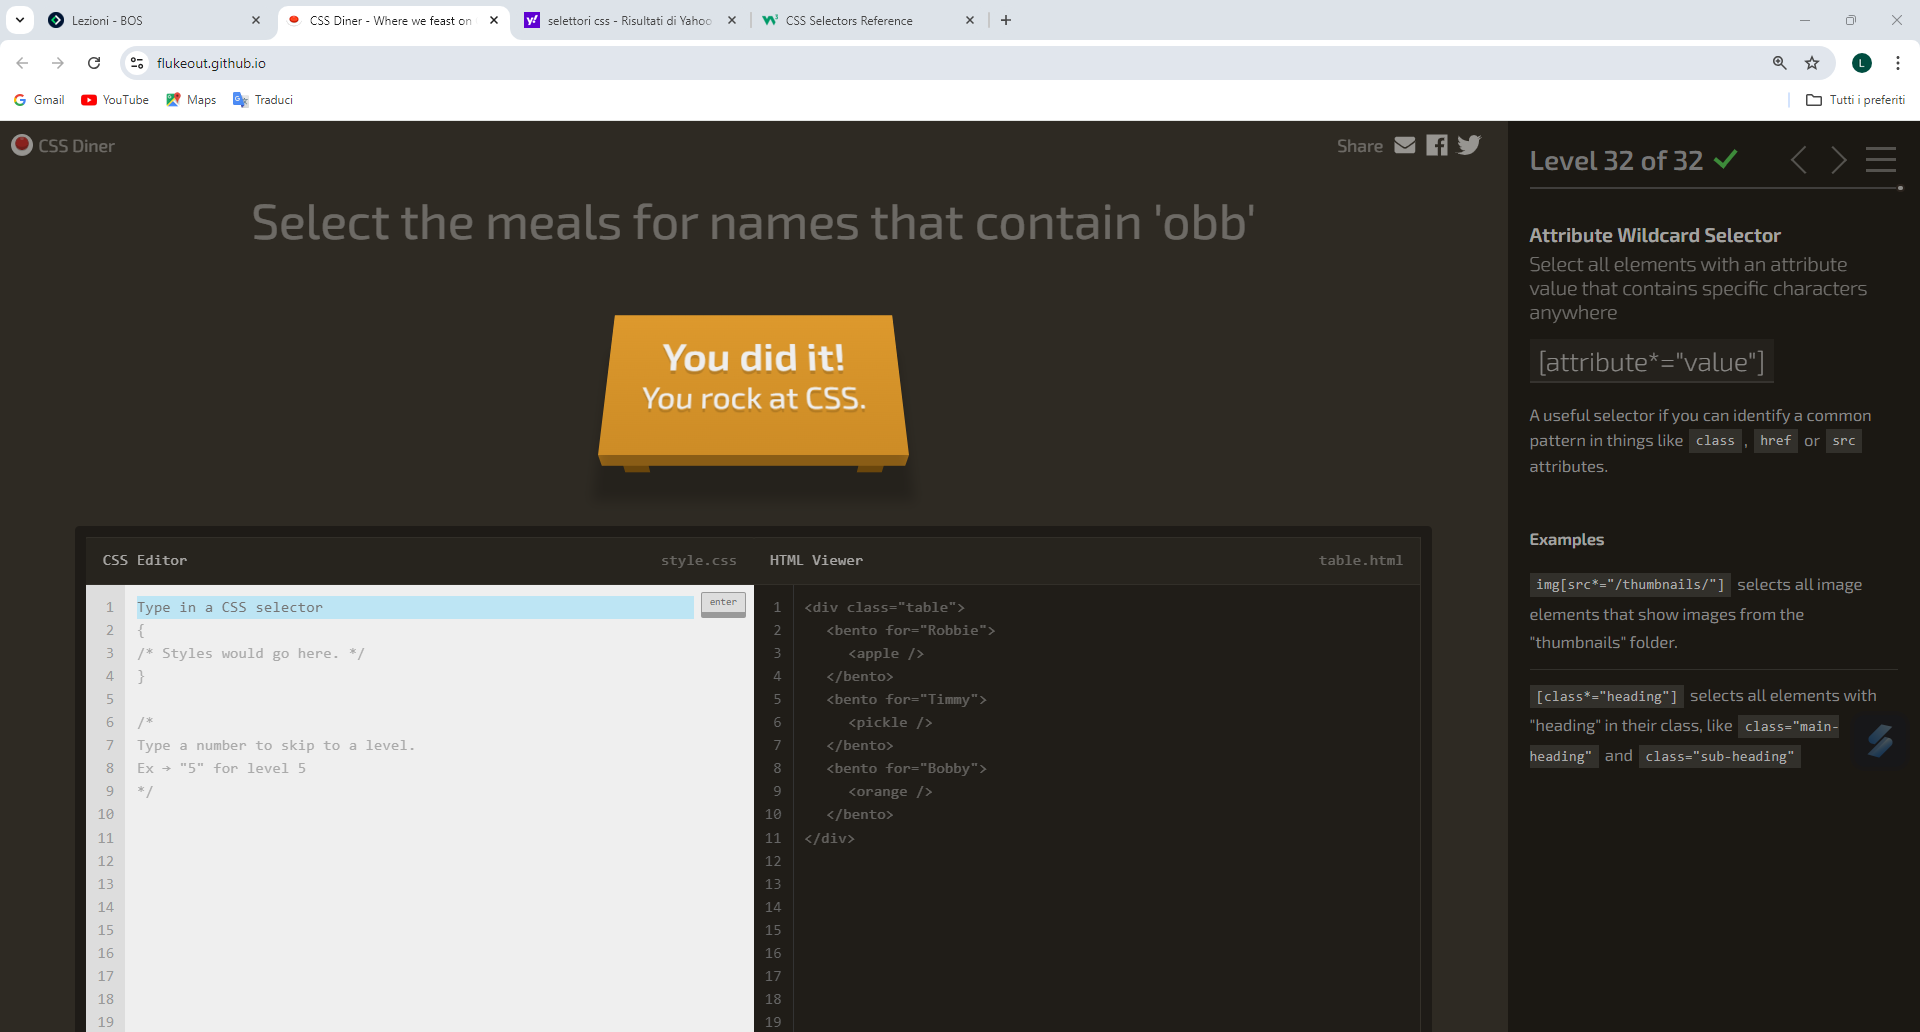 Lezioni - BOS
CSS Diner - Where we feast on
selettori css - Risultati di Yahoo
CSS Selectors Reference
flukeout.github.io
L
Gmail
YouTube
Maps
Traduci
Tutti i preferiti
CSS Diner
Share
Level 32 of 32
Select the meals for names that contain 'obb'
You did it!
You rock at CSS.
Attribute Wildcard Selector
Select all elements with an attribute
value that contains specific characters
anywhere
[attribute*="value"]
A useful selector if you can identify a common
pattern in things like class , href or src
attributes.
Examples
img[src*="/thumbnails/"] selects all image
elements that show images from the
"thumbnails" folder.
[class*="heading"] selects all elements with
"heading" in their class, like class="main-
heading" and class="sub-heading"
CSS Editor
style.css
1 Type in a CSS selector
enter
2 {
3 /* Styles would go here. */
4 }
5
6 /*
7 Type a number to skip to a level.
8 Ex → "5" for level 5
9 */
10
11
12
13
14
15
16
17
18
19
HTML Viewer
table.html
1 <div class="table">
2 <bento for="Robbie">
3 <apple />
4 </bento>
5 <bento for="Timmy">
6 <pickle />
7 </bento>
8 <bento for="Bobby">
9 <orange />
10 </bento>
11 </div>
12
13
14
15
16
17
18
19